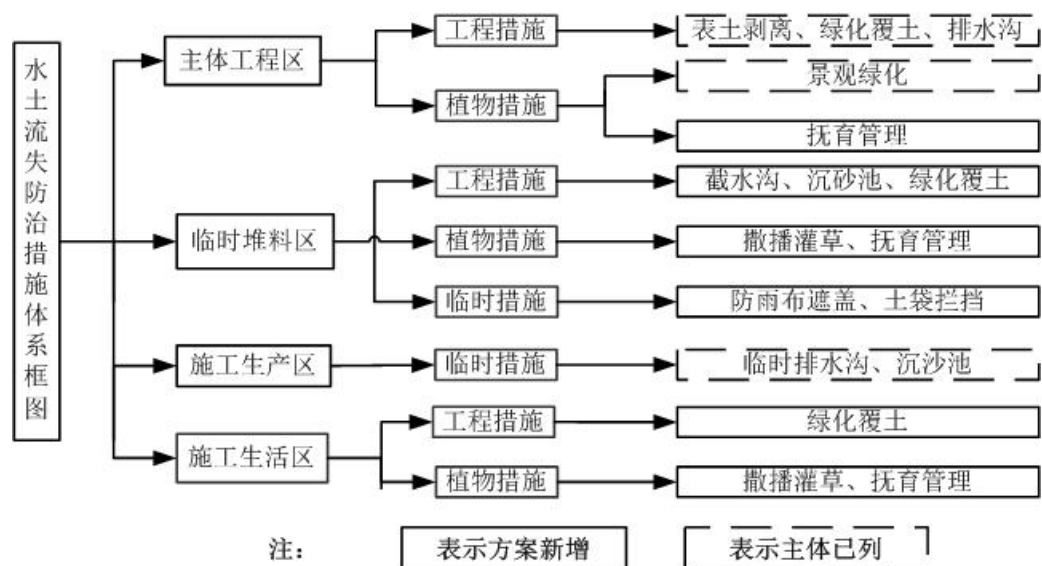 水土流失防治措施体系框图
主体工程区
工程措施
表土剥离、绿化覆土、排水沟
植物措施
景观绿化
抚育管理
临时堆料区
工程措施
截水沟、沉砂池、绿化覆土
植物措施
撒播灌草、抚育管理
临时措施
防雨布遮盖、土袋拦挡
施工生产区
临时措施
临时排水沟、沉沙池
施工生活区
工程措施
绿化覆土
植物措施
撒播灌草、抚育管理
注：
表示方案新增
表示主体已列